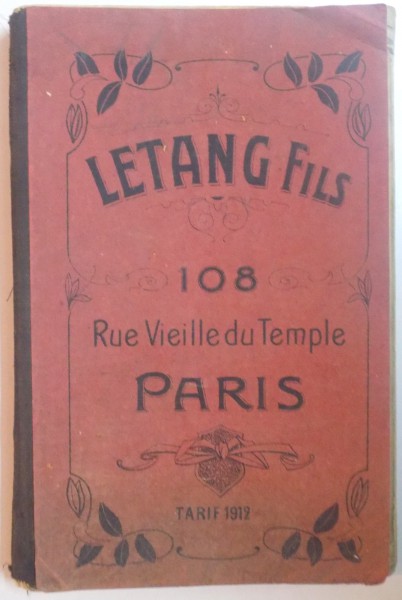 LETANG FILS
108
Rue Vieille du Temple
PARIS
TARIF 1912